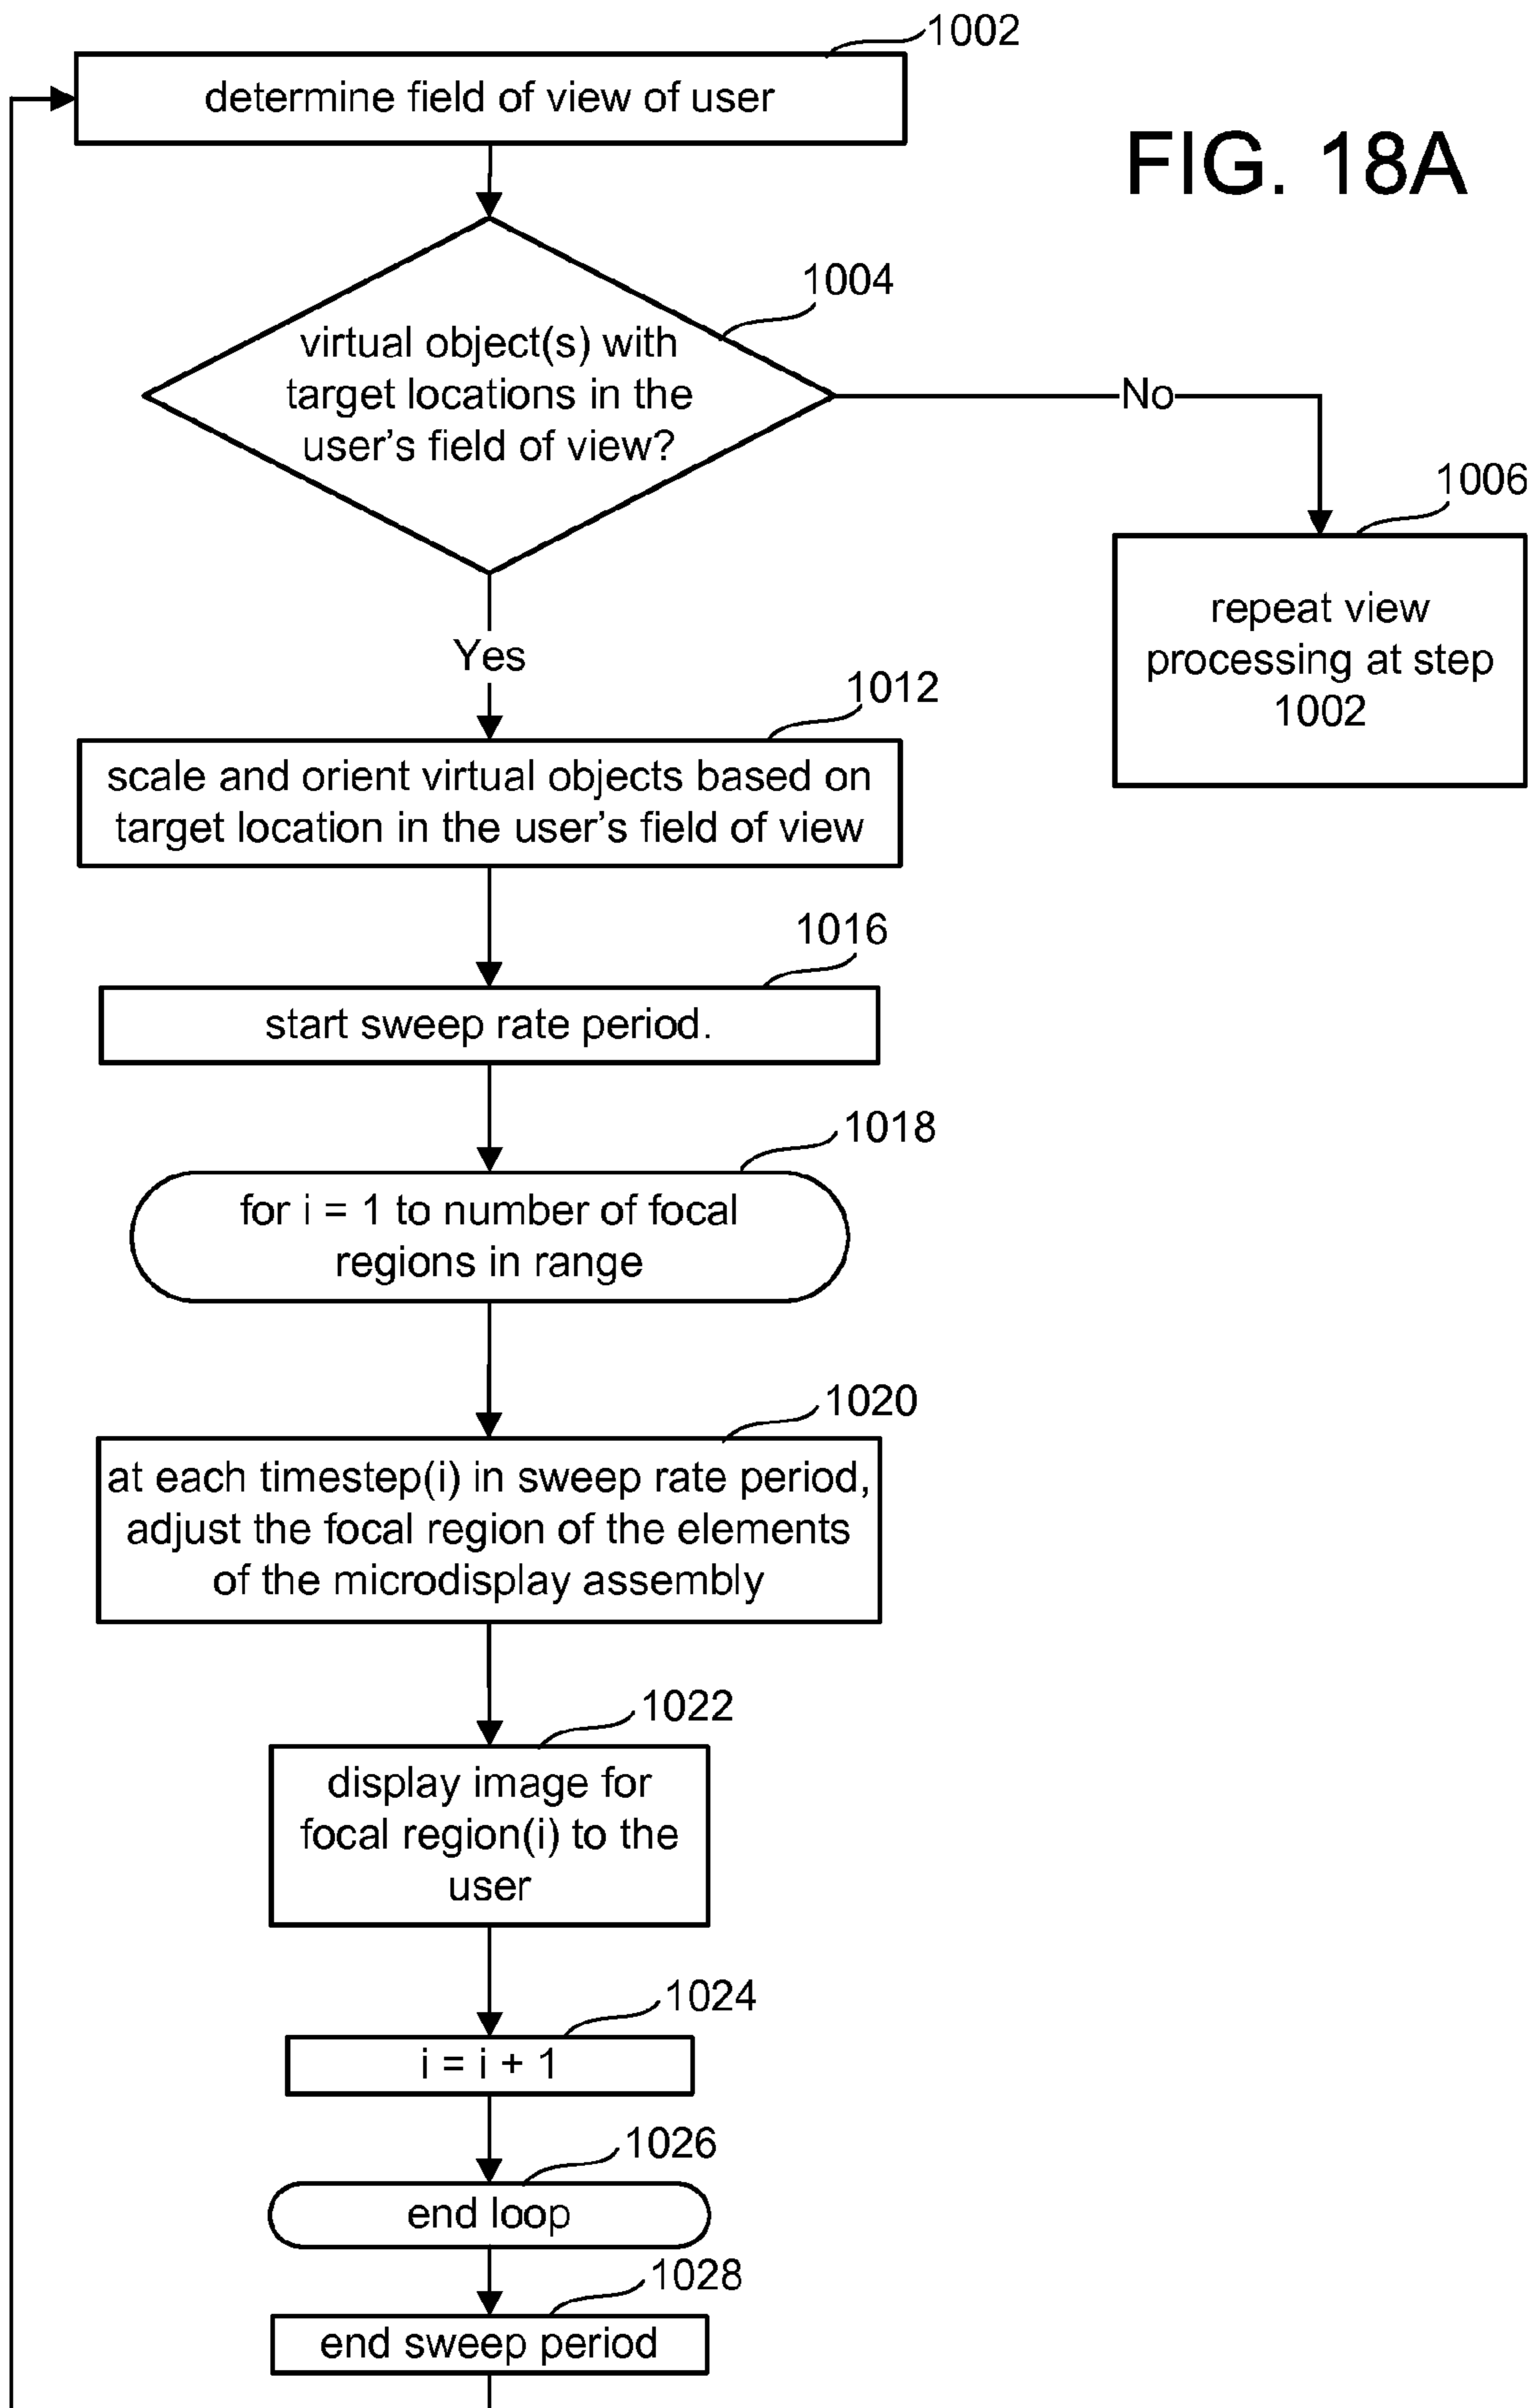 1002
determine field of view of user
FIG. 18A
1004
virtual object(s) with
target locations in the
user's field of view?
No
1006
repeat view
processing at step
1002
Yes
1012
scale and orient virtual objects based on
target location in the user's field of view
1016
start sweep rate period.
1018
for i = 1 to number of focal
regions in range
1020
at each timestep(i) in sweep rate period,
adjust the focal region of the elements
of the microdisplay assembly
1022
display image for
focal region(i) to the
user
1024
i = i + 1
1026
end loop
1028
end sweep period